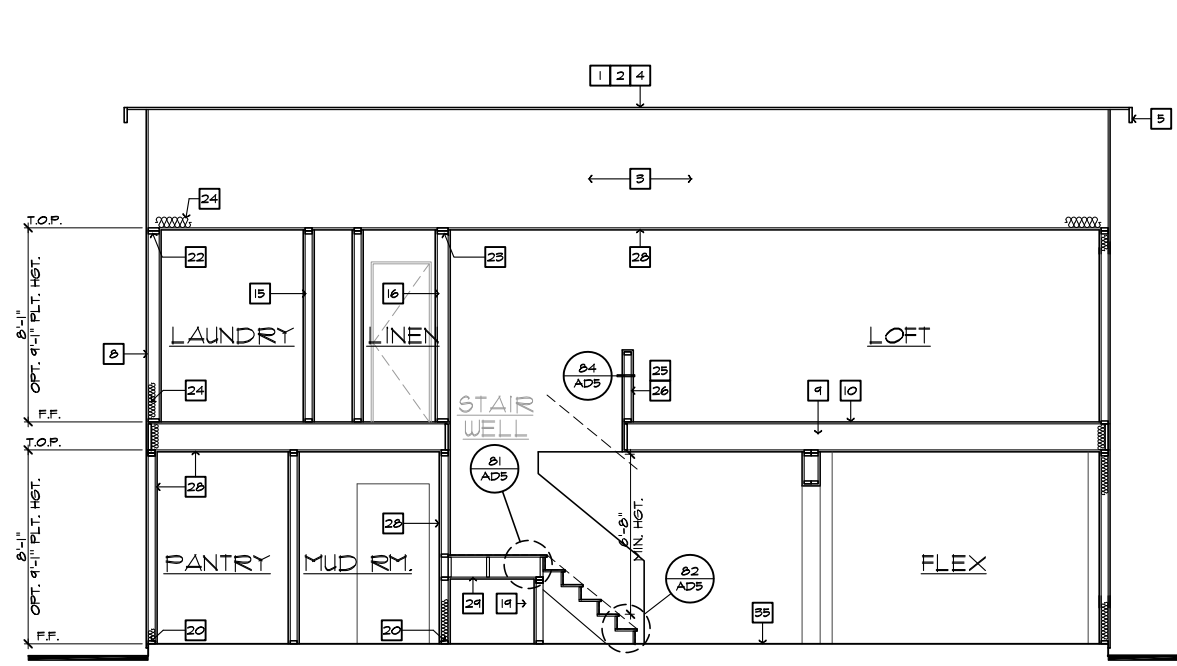 1 2 4
5
3
24
T.O.P.
22
23
28
15
16
8'-1"
OPT. 9'-1" PLT. HGT.
LAUNDRY
LINEN
LOFT
8
84
AD5
25
26
24
9
10
STAIR
WELL
F.F.
T.O.P.
81
AD5
28
28
6'-8"
MIN. HGT.
8'-1"
OPT. 9'-1" PLT. HGT.
PANTRY
MUD RM.
FLEX
82
AD5
29
19
35
20
20
F.F.